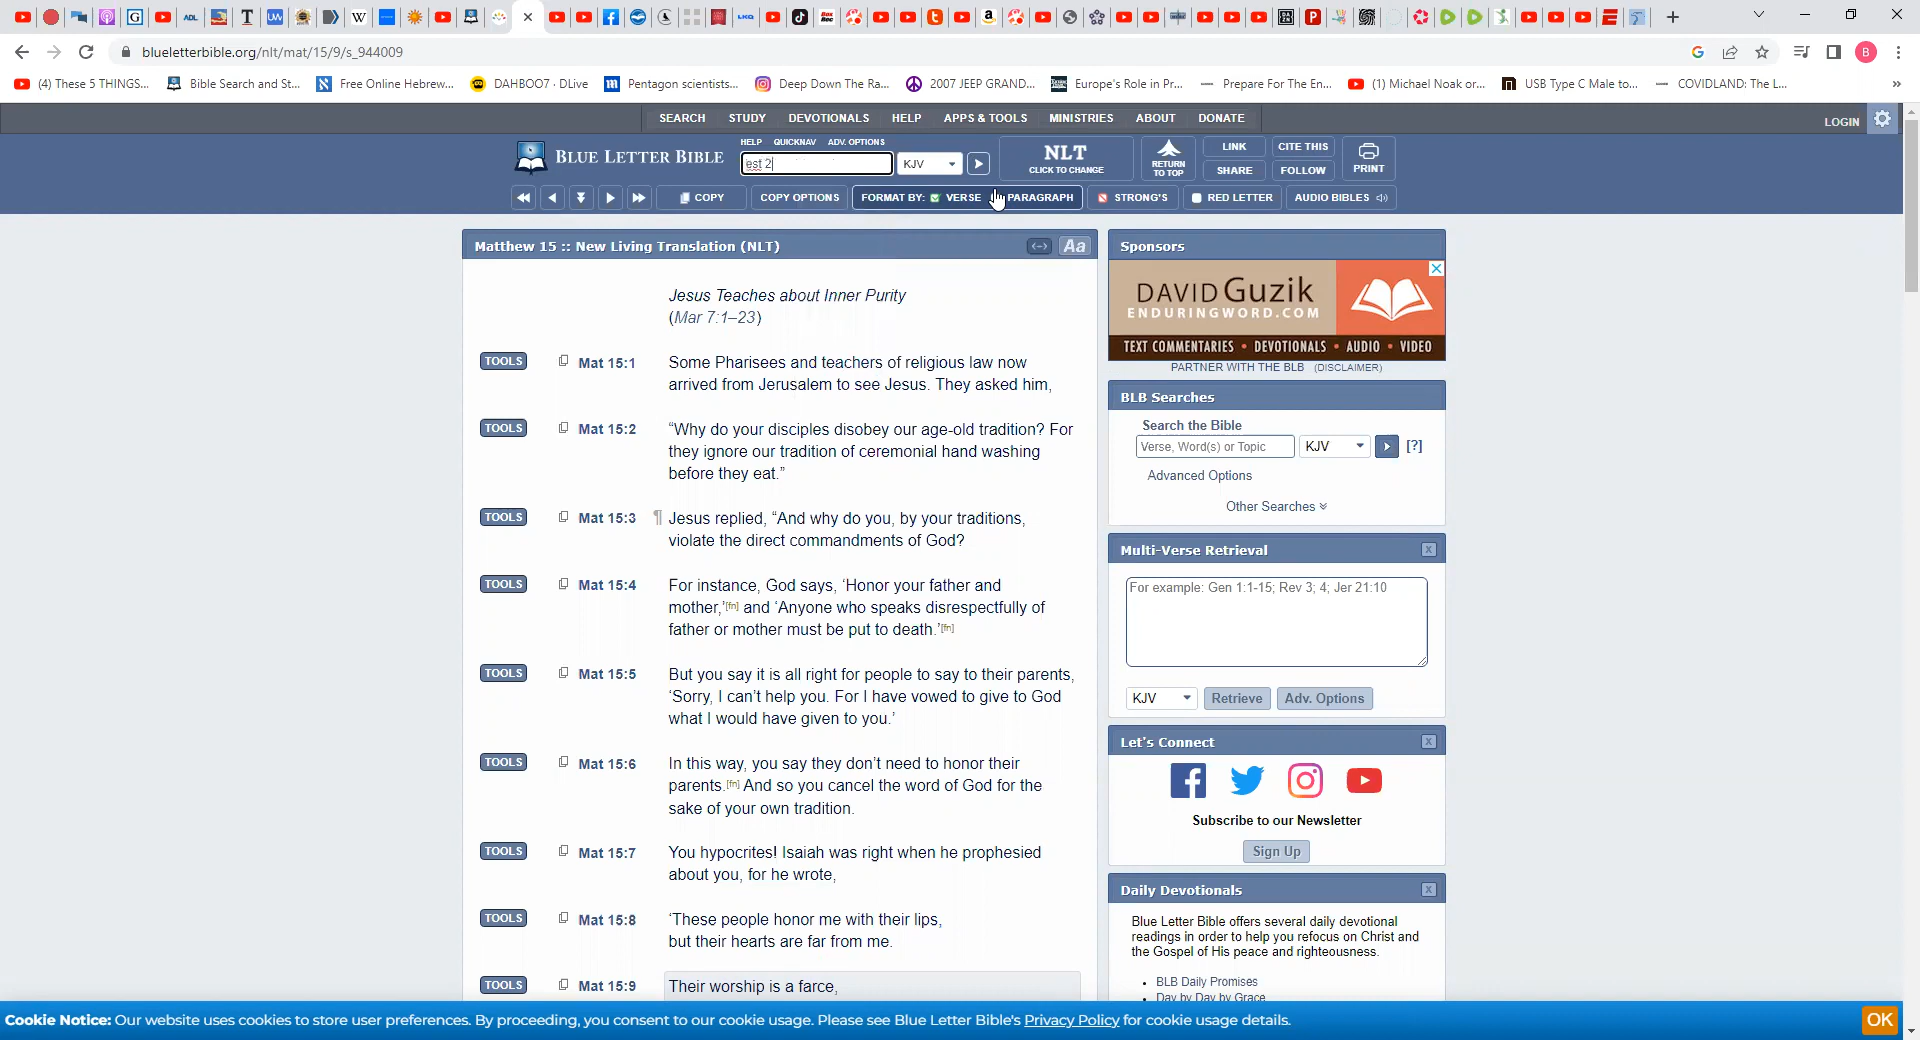 blueletterbible.org/nlt/mat/15/9/s_944009
(4) These 5 THINGS...
Bible Search and St...
Free Online Hebrew...
DAHBOO7 · DLive
Pentagon scientists...
Deep Down The Ra...
2007 JEEP GRAND...
Europe's Role in Pr...
Prepare For The En...
(1) Michael Noak or...
USB Type C Male to...
COVIDLAND: The L...
SEARCH STUDY DEVOTIONALS HELP APPS & TOOLS MINISTRIES ABOUT DONATE
LOGIN
BLUE LETTER BIBLE
HELP QUICKNAV ADV. OPTIONS
est 2
KJV
NLT
CLICK TO CHANGE
RETURN
TO TOP
LINK
CITE THIS
SHARE
FOLLOW
PRINT
COPY
COPY OPTIONS
FORMAT BY: VERSE PARAGRAPH
STRONG'S
RED LETTER
AUDIO BIBLES
Matthew 15 :: New Living Translation (NLT)
Aa
Jesus Teaches about Inner Purity
(Mar 7:1–23)
TOOLS Mat 15:1 Some Pharisees and teachers of religious law now
arrived from Jerusalem to see Jesus. They asked him,
TOOLS Mat 15:2 “Why do your disciples disobey our age-old tradition? For
they ignore our tradition of ceremonial hand washing
before they eat.”
TOOLS Mat 15:3 ¶ Jesus replied, “And why do you, by your traditions,
violate the direct commandments of God?
TOOLS Mat 15:4 For instance, God says, ‘Honor your father and
mother,’[fn] and ‘Anyone who speaks disrespectfully of
father or mother must be put to death.’[fn]
TOOLS Mat 15:5 But you say it is all right for people to say to their parents,
‘Sorry, I can’t help you. For I have vowed to give to God
what I would have given to you.’
TOOLS Mat 15:6 In this way, you say they don’t need to honor their
parents.[fn] And so you cancel the word of God for the
sake of your own tradition.
TOOLS Mat 15:7 You hypocrites! Isaiah was right when he prophesied
about you, for he wrote,
TOOLS Mat 15:8 ‘These people honor me with their lips,
but their hearts are far from me.
TOOLS Mat 15:9 Their worship is a farce,
Sponsors
DAVID Guzik
ENDURINGWORD.COM
TEXT COMMENTARIES • DEVOTIONALS • AUDIO • VIDEO
PARTNER WITH THE BLB (DISCLAIMER)
BLB Searches
Search the Bible
Verse, Word(s) or Topic
KJV
[?]
Advanced Options
Other Searches
Multi-Verse Retrieval
For example: Gen 1:1-15; Rev 3; 4; Jer 21:10
KJV
Retrieve
Adv. Options
Let's Connect
Subscribe to our Newsletter
Sign Up
Daily Devotionals
Blue Letter Bible offers several daily devotional
readings in order to help you refocus on Christ and
the Gospel of His peace and righteousness.
• BLB Daily Promises
• Day by Day by Grace
Cookie Notice: Our website uses cookies to store user preferences. By proceeding, you consent to our cookie usage. Please see Blue Letter Bible's Privacy Policy for cookie usage details.
OK